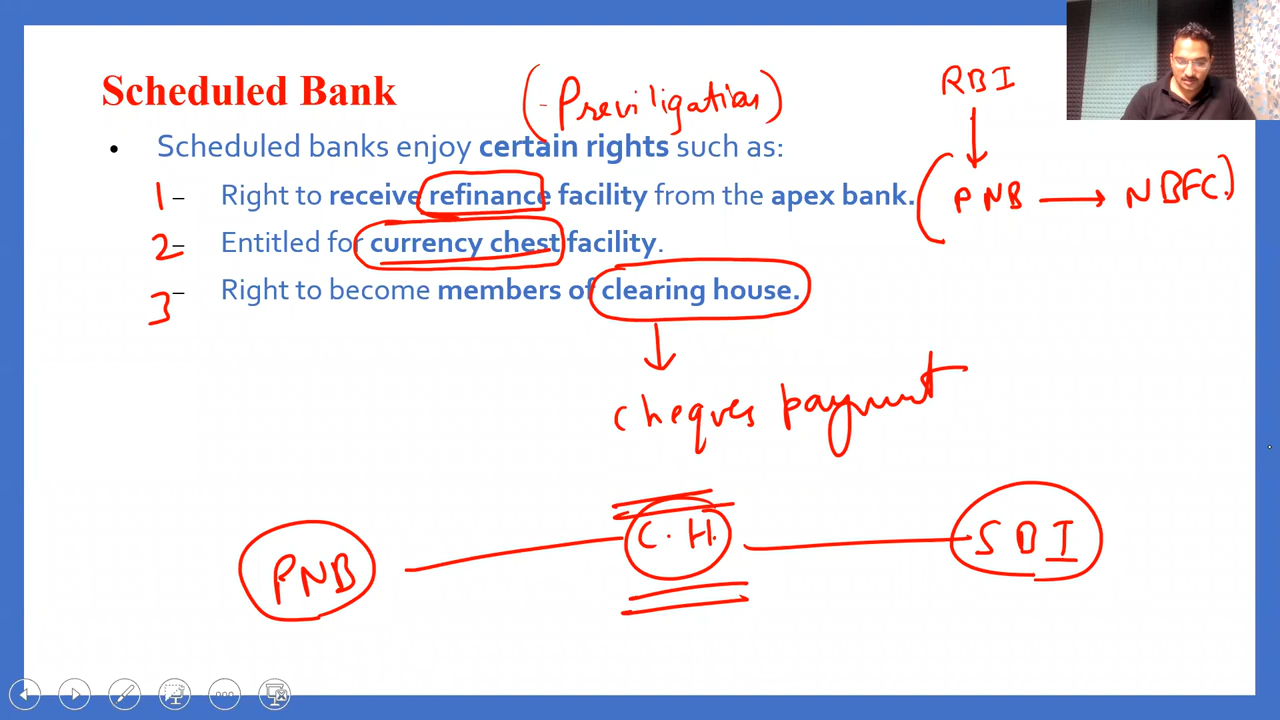 Scheduled Bank
(- Previligation)
RBI
• Scheduled banks enjoy certain rights such as:
1 – Right to receive refinance facility from the apex bank.
(PNB → NBFC.)
2 – Entitled for currency chest facility.
3 – Right to become members of clearing house.
cheques payment
PNB
C.H.
SBI